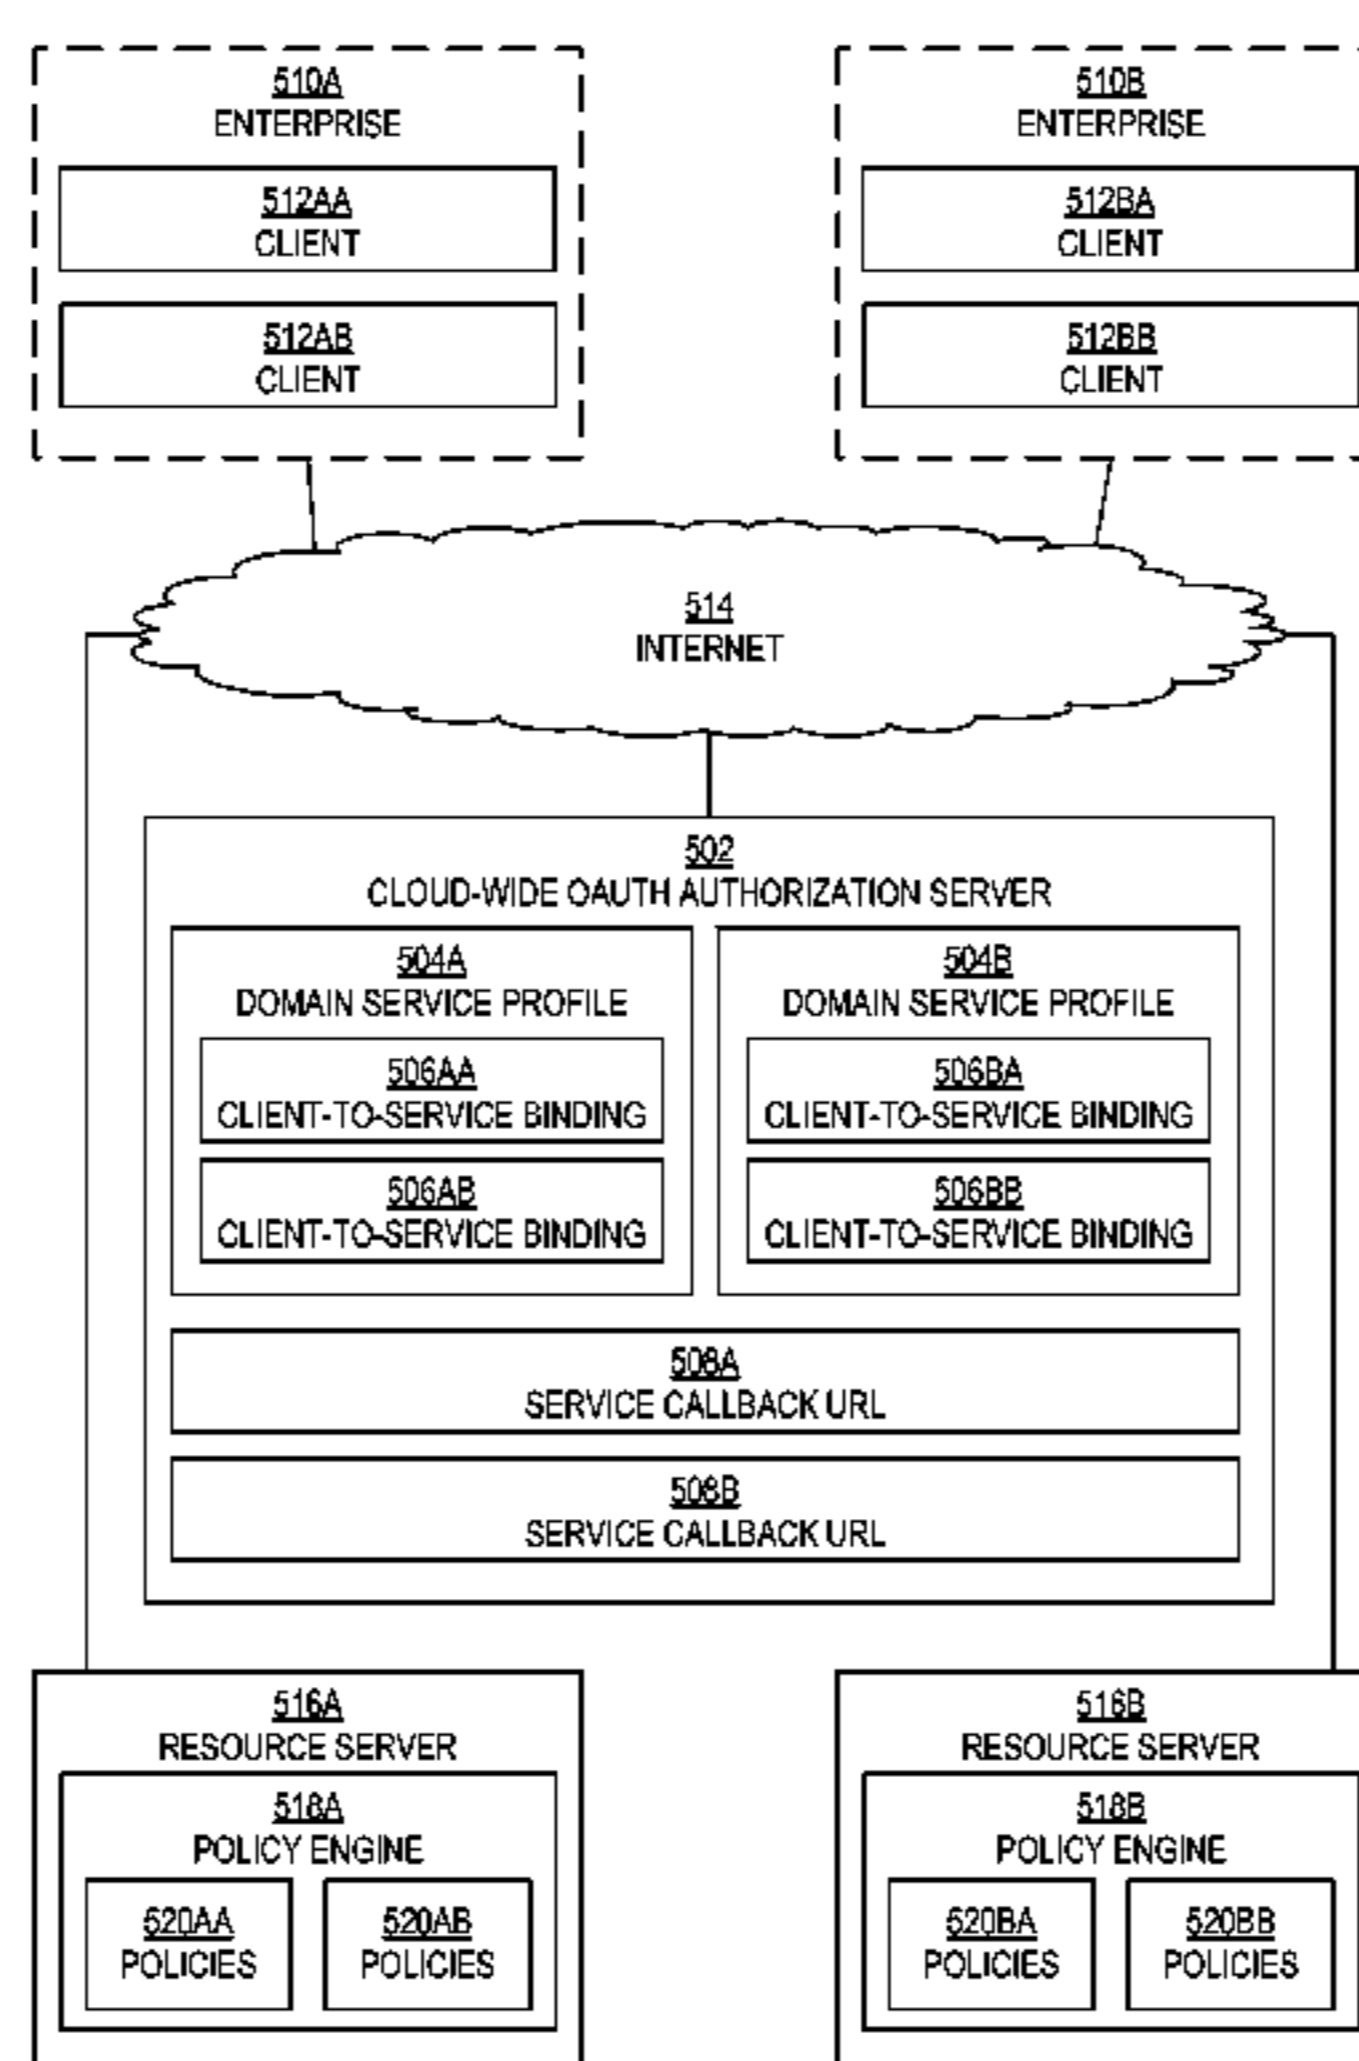 510A
ENTERPRISE
512AA
CLIENT
512AB
CLIENT
510B
ENTERPRISE
512BA
CLIENT
512BB
CLIENT
514
INTERNET
502
CLOUD-WIDE OAUTH AUTHORIZATION SERVER
504A
DOMAIN SERVICE PROFILE
506AA
CLIENT-TO-SERVICE BINDING
506AB
CLIENT-TO-SERVICE BINDING
504B
DOMAIN SERVICE PROFILE
506BA
CLIENT-TO-SERVICE BINDING
506BB
CLIENT-TO-SERVICE BINDING
508A
SERVICE CALLBACK URL
508B
SERVICE CALLBACK URL
516A
RESOURCE SERVER
518A
POLICY ENGINE
520AA
POLICIES
520AB
POLICIES
516B
RESOURCE SERVER
518B
POLICY ENGINE
520BA
POLICIES
520BB
POLICIES